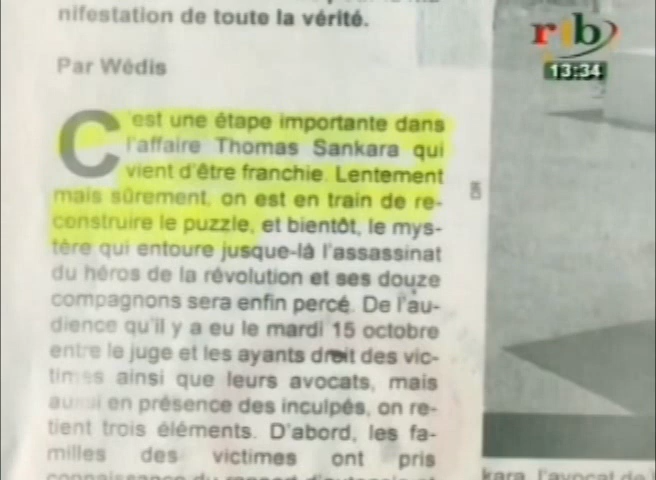 nifestation de toute la vérité.
Par Wédis
C'est une étape importante dans
l'affaire Thomas Sankara qui
vient d'être franchie. Lentement
mais sûrement, on est en train de re-
construire le puzzle, et bientôt, le mys-
tère qui entoure jusque-là l'assassinat
du héros de la révolution et ses douze
compagnons sera enfin percé. De l'au-
dience qu'il y a eu le mardi 15 octobre
entre le juge et les ayants droit des vic-
times ainsi que leurs avocats, mais
aussi en présence des inculpés, on re-
tient trois éléments. D'abord, les fa-
milles des victimes ont pris
connaissance du rapport d'autopsie et
rtb
13:34
kara, l'avocat de